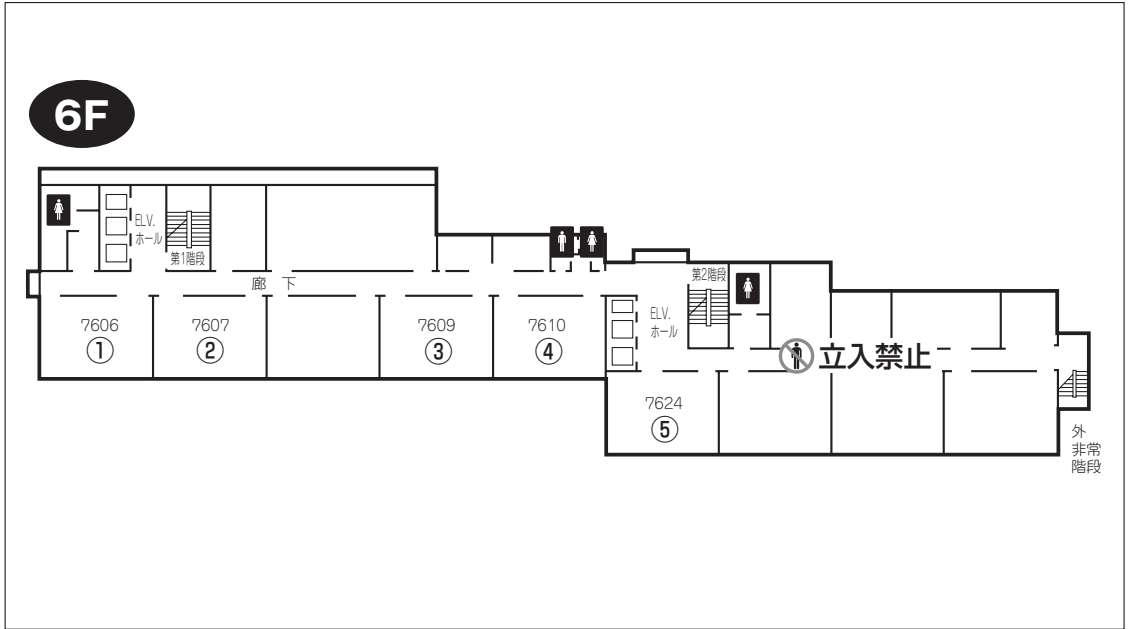 6F
ELV.
ホール
第1階段
廊 下
7606
①
7607
②
7609
③
7610
④
第2階段
ELV.
ホール
立入禁止
7624
⑤
外
非常
階段